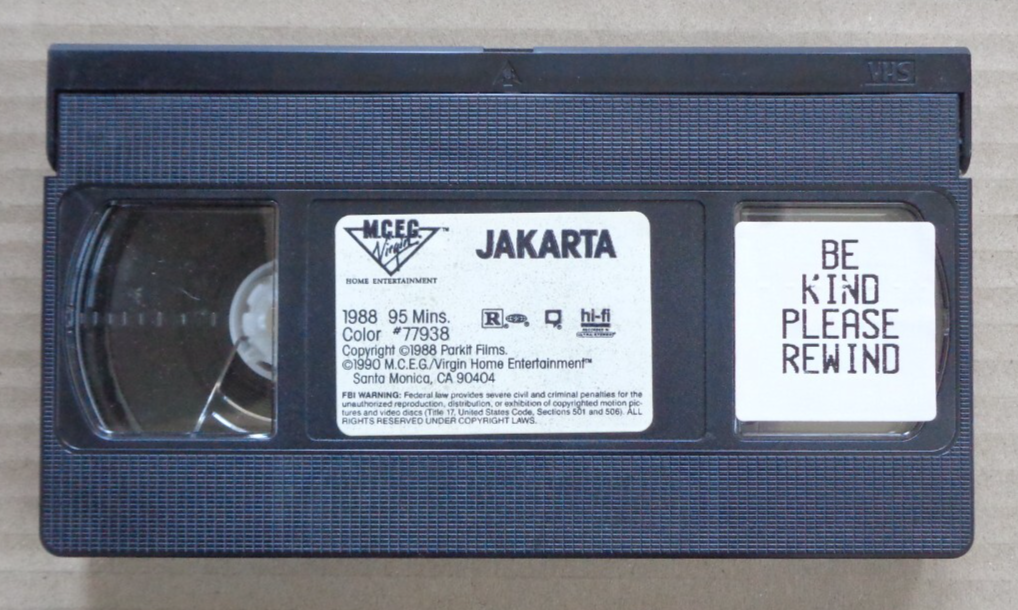 VHS
M.C.E.G.™
Virgin
HOME ENTERTAINMENT
JAKARTA
1988 95 Mins.
Color #77938
R
hi-fi
Copyright ©1988 Parkit Films.
©1990 M.C.E.G./Virgin Home Entertainment™
Santa Monica, CA 90404
FBI WARNING: Federal law provides severe civil and criminal penalties for the
unauthorized reproduction, distribution, or exhibition of copyrighted motion pic-
tures and video discs (Title 17, United States Code, Sections 501 and 506). ALL
RIGHTS RESERVED UNDER COPYRIGHT LAWS.
BE
KIND
PLEASE
REWIND